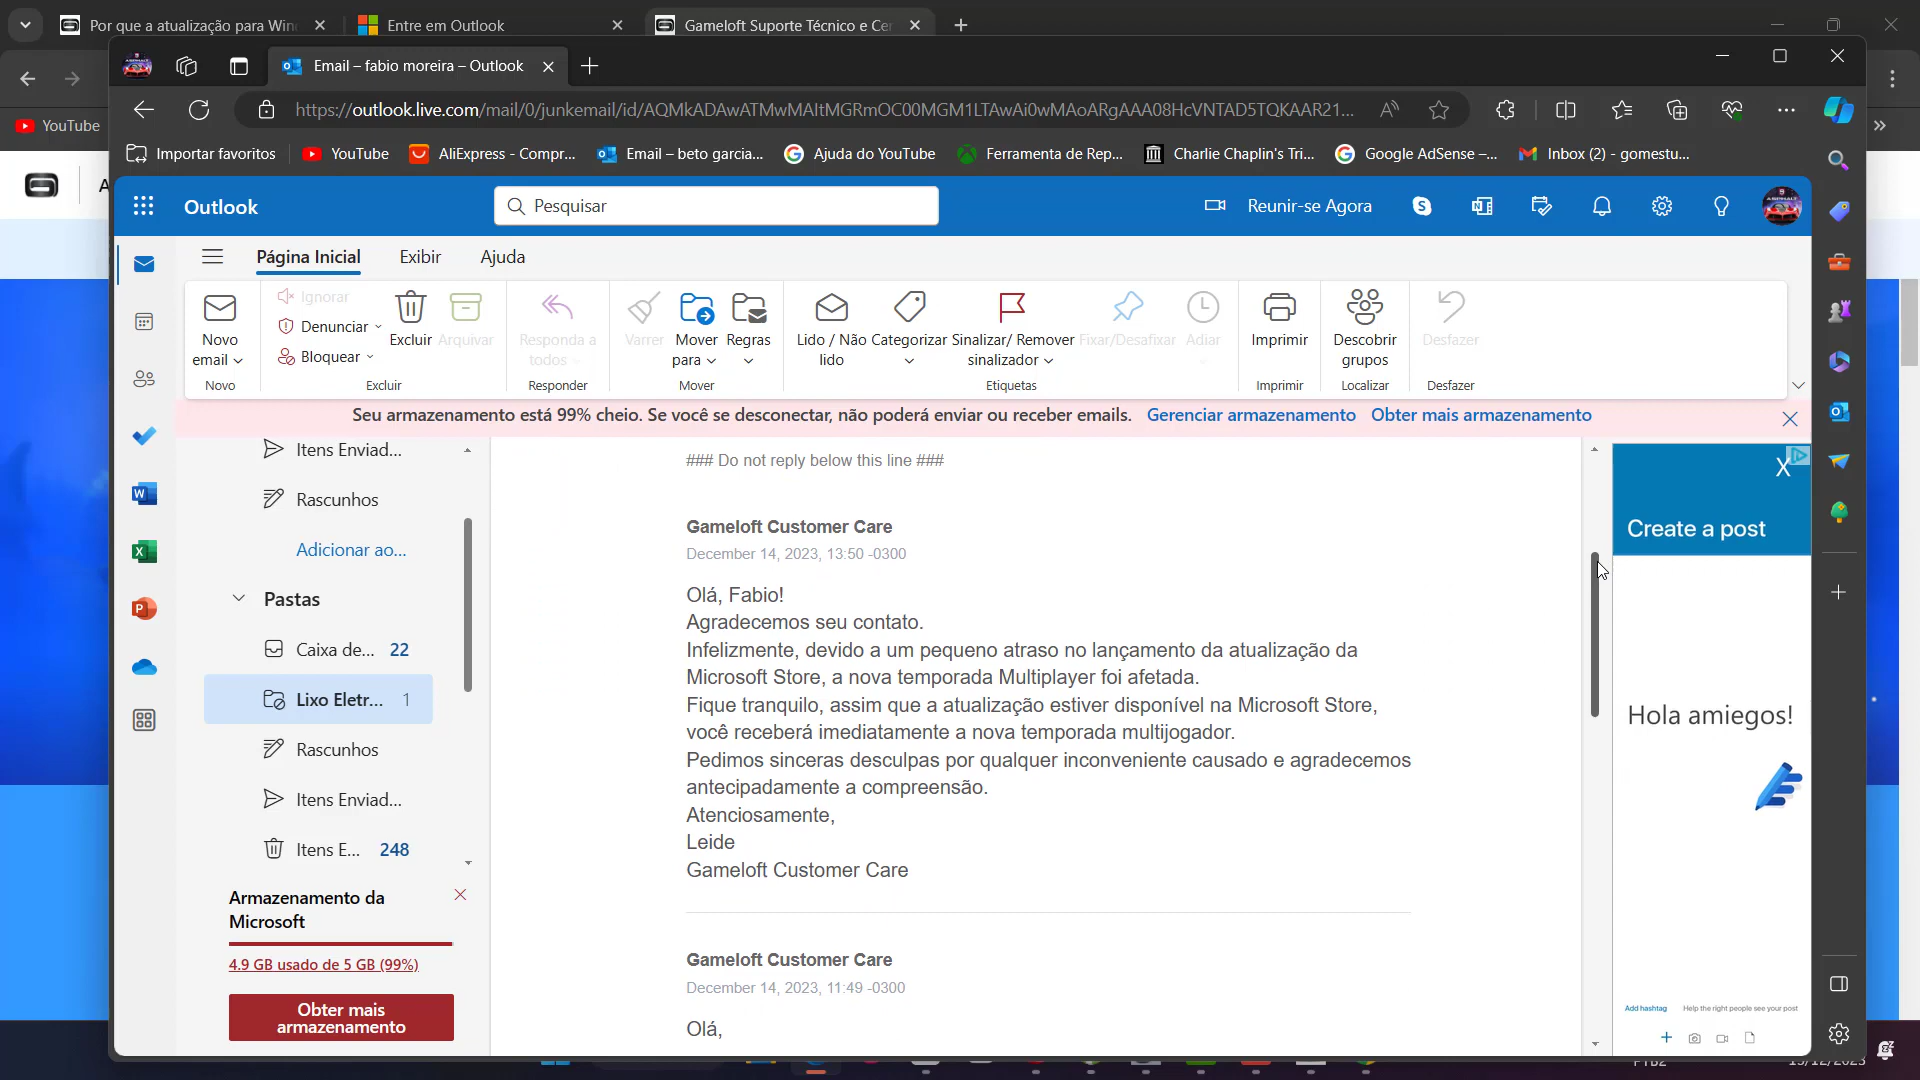 Por que a atualização para Win
Entre em Outlook
Gameloft Suporte Técnico e Cer
Email – fabio moreira – Outlook
https://outlook.live.com/mail/0/junkemail/id/AQMkADAwATMwMAItMGRmOC00MGM1LTAwAi0wMAoARgAAA08HcVNTAD5TQKAAR21...
YouTube
Importar favoritos
YouTube
AliExpress - Compr...
Email – beto garcia...
Ajuda do YouTube
Ferramenta de Rep...
Charlie Chaplin's Tri...
Google AdSense –...
Inbox (2) - gomestu...
A
Outlook
Pesquisar
Reunir-se Agora
Página Inicial
Exibir
Ajuda
Novo email
Novo
Ignorar
Denunciar
Bloquear
Excluir
Arquivar
Excluir
Responda a todos
Responder
Varrer
Mover para
Regras
Mover
Lido / Não lido
Categorizar
Sinalizar/ Remover sinalizador
Fixar/Desafixar
Adiar
Etiquetas
Imprimir
Imprimir
Descobrir grupos
Localizar
Desfazer
Desfazer
Seu armazenamento está 99% cheio. Se você se desconectar, não poderá enviar ou receber emails. Gerenciar armazenamento Obter mais armazenamento
Itens Enviad...
Rascunhos
Adicionar ao...
Pastas
Caixa de... 22
Lixo Eletr... 1
Rascunhos
Itens Enviad...
Itens E... 248
Armazenamento da
Microsoft
4.9 GB usado de 5 GB (99%)
Obter mais
armazenamento
### Do not reply below this line ###
Gameloft Customer Care
December 14, 2023, 13:50 -0300
Olá, Fabio!
Agradecemos seu contato.
Infelizmente, devido a um pequeno atraso no lançamento da atualização da
Microsoft Store, a nova temporada Multiplayer foi afetada.
Fique tranquilo, assim que a atualização estiver disponível na Microsoft Store,
você receberá imediatamente a nova temporada multijogador.
Pedimos sinceras desculpas por qualquer inconveniente causado e agradecemos
antecipadamente a compreensão.
Atenciosamente,
Leide
Gameloft Customer Care
Gameloft Customer Care
December 14, 2023, 11:49 -0300
Olá,
X
Create a post
Hola amiegos!
Add hashtag
Help the right people see your post